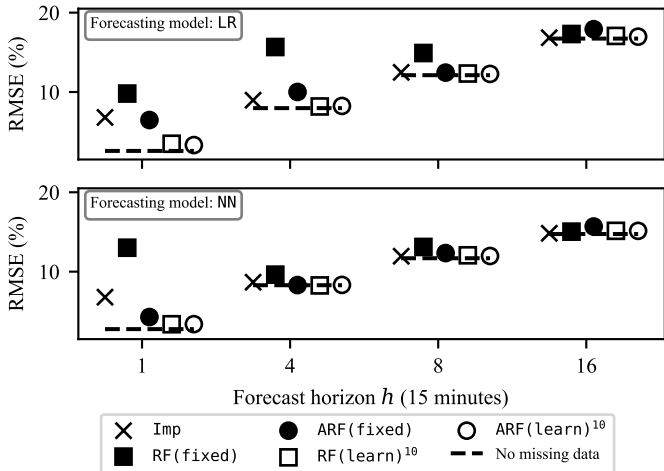 20
Forecasting model: LR
RMSE (%)
10
20
Forecasting model: NN
RMSE (%)
10
1 4 8 16
Forecast horizon h (15 minutes)
Imp ARF(fixed) ARF(learn)¹⁰
RF(fixed) RF(learn)¹⁰ No missing data